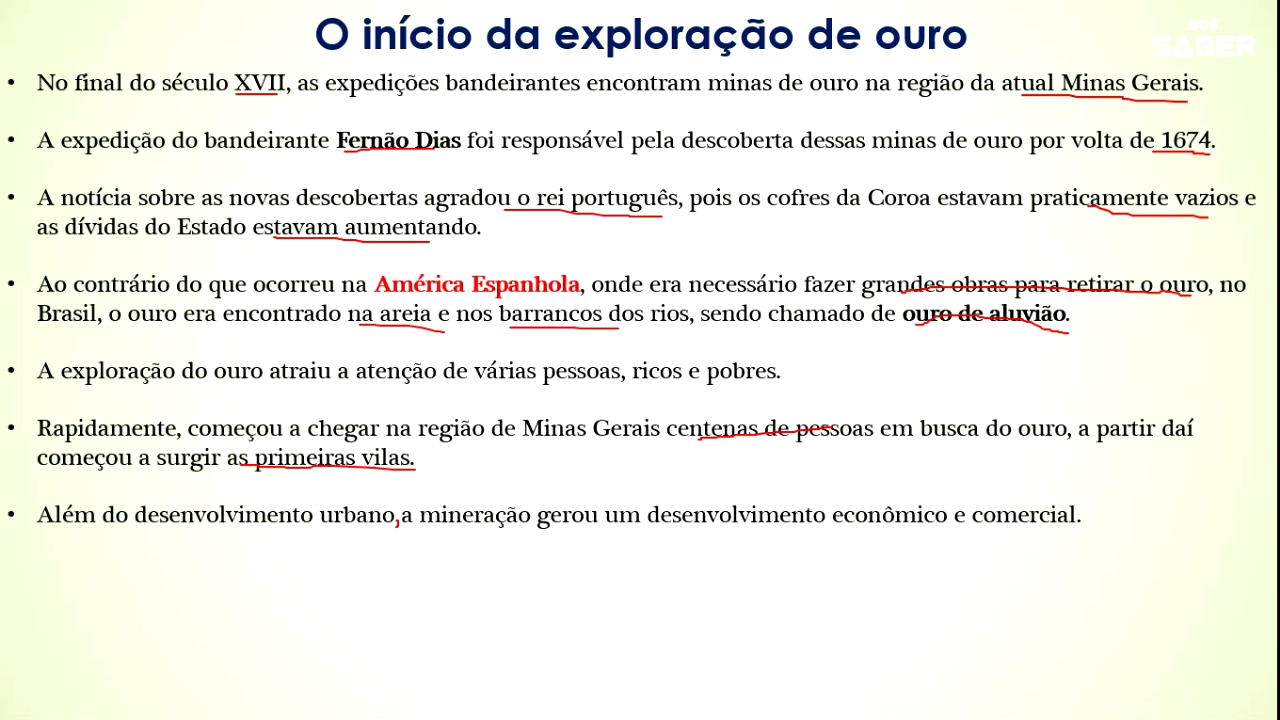 SOS
SABER
O início da exploração de ouro
• No final do século XVII, as expedições bandeirantes encontram minas de ouro na região da atual Minas Gerais.
• A expedição do bandeirante Fernão Dias foi responsável pela descoberta dessas minas de ouro por volta de 1674.
• A notícia sobre as novas descobertas agradou o rei português, pois os cofres da Coroa estavam praticamente vazios e
as dívidas do Estado estavam aumentando.
• Ao contrário do que ocorreu na América Espanhola, onde era necessário fazer grandes obras para retirar o ouro, no
Brasil, o ouro era encontrado na areia e nos barrancos dos rios, sendo chamado de ouro de aluvião.
• A exploração do ouro atraiu a atenção de várias pessoas, ricos e pobres.
• Rapidamente, começou a chegar na região de Minas Gerais centenas de pessoas em busca do ouro, a partir daí
começou a surgir as primeiras vilas.
• Além do desenvolvimento urbano,a mineração gerou um desenvolvimento econômico e comercial.